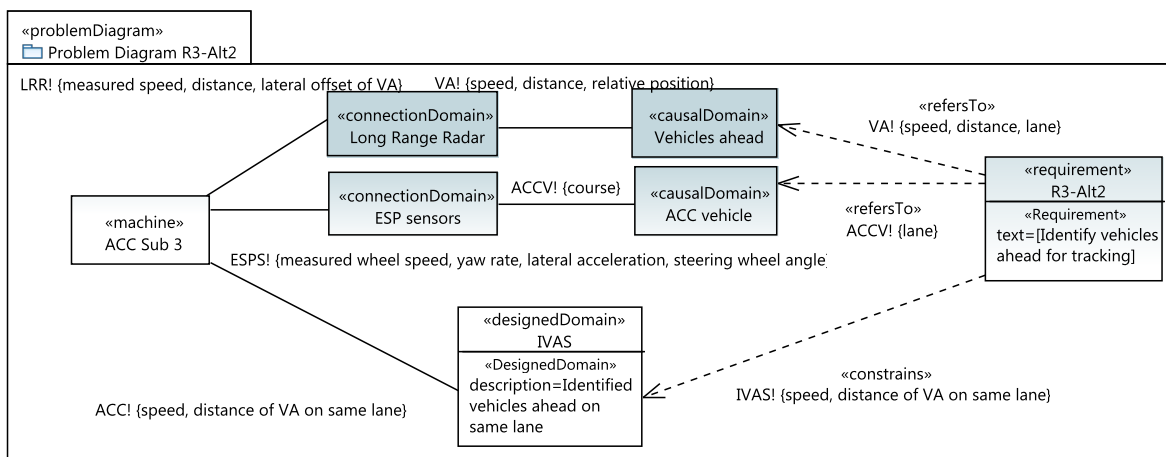 «problemDiagram»
Problem Diagram R3-Alt2
LRR! {measured speed, distance, lateral offset of VA}
VA! {speed, distance, relative position}
«connectionDomain»
Long Range Radar
«causalDomain»
Vehicles ahead
«refersTo»
VA! {speed, distance, lane}
«machine»
ACC Sub 3
«connectionDomain»
ESP sensors
ACCV! {course}
«causalDomain»
ACC vehicle
«refersTo»
ACCV! {lane}
«requirement»
R3-Alt2
«Requirement»
text=[Identify vehicles
ahead for tracking]
ESPS! {measured wheel speed, yaw rate, lateral acceleration, steering wheel angle}
«designedDomain»
IVAS
«DesignedDomain»
description=Identified
vehicles ahead on
same lane
«constrains»
IVAS! {speed, distance of VA on same lane}
ACC! {speed, distance of VA on same lane}